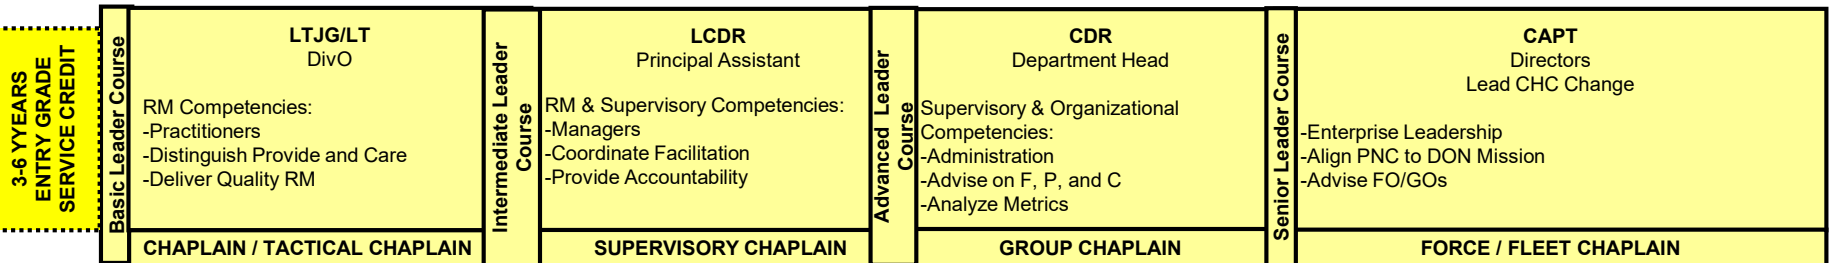 3-6 YYEARS
ENTRY GRADE
SERVICE CREDIT
Basic Leader Course
LTJG/LT
DivO
RM Competencies:
-Practitioners
-Distinguish Provide and Care
-Deliver Quality RM
CHAPLAIN / TACTICAL CHAPLAIN
Intermediate Leader
Course
LCDR
Principal Assistant
RM & Supervisory Competencies:
-Managers
-Coordinate Facilitation
-Provide Accountability
SUPERVISORY CHAPLAIN
Advanced Leader
Course
CDR
Department Head
Supervisory & Organizational
Competencies:
-Administration
-Advise on F, P, and C
-Analyze Metrics
GROUP CHAPLAIN
Senior Leader Course
CAPT
Directors
Lead CHC Change
-Enterprise Leadership
-Align PNC to DON Mission
-Advise FO/GOs
FORCE / FLEET CHAPLAIN